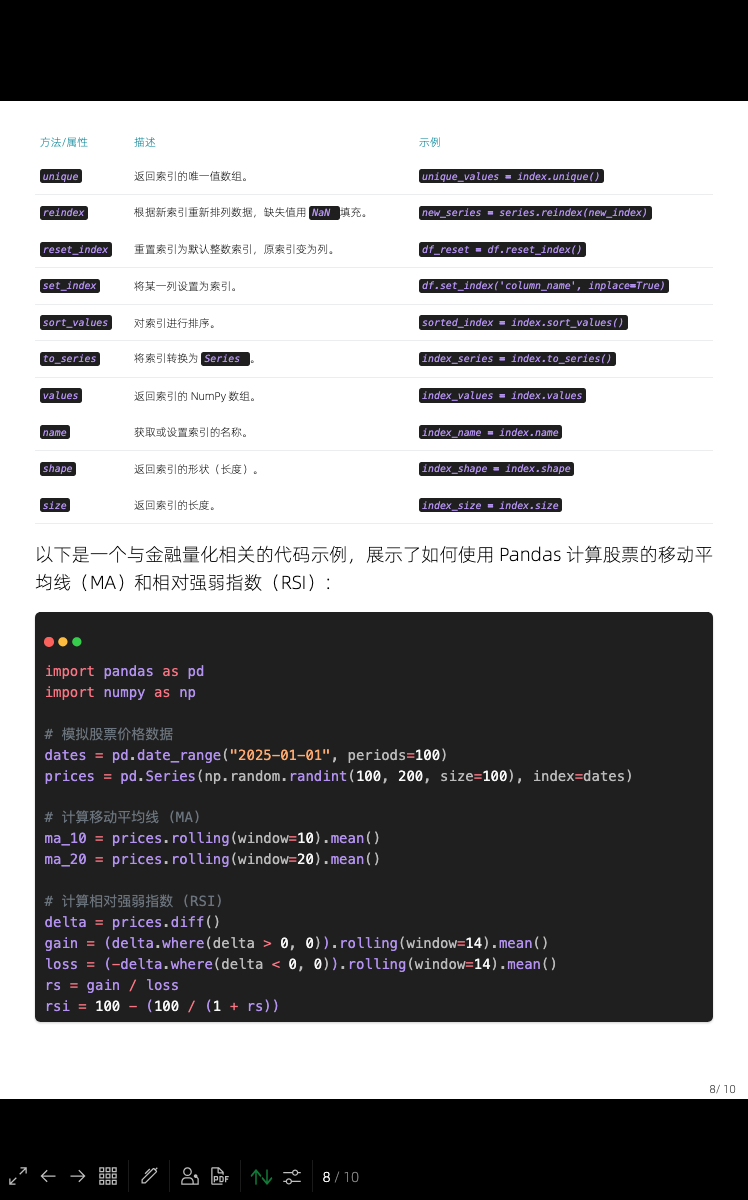 方法/属性 描述 示例
unique 返回索引的唯一值数组。 unique_values = index.unique()
reindex 根据新索引重新排列数据，缺失值用 NaN 填充。 new_series = series.reindex(new_index)
reset_index 重置索引为默认整数索引，原索引变为列。 df_reset = df.reset_index()
set_index 将某一列设置为索引。 df.set_index('column_name', inplace=True)
sort_values 对索引进行排序。 sorted_index = index.sort_values()
to_series 将索引转换为 Series 。 index_series = index.to_series()
values 返回索引的 NumPy 数组。 index_values = index.values
name 获取或设置索引的名称。 index_name = index.name
shape 返回索引的形状（长度）。 index_shape = index.shape
size 返回索引的长度。 index_size = index.size
以下是一个与金融量化相关的代码示例，展示了如何使用 Pandas 计算股票的移动平
均线（MA）和相对强弱指数（RSI）:
import pandas as pd
import numpy as np
# 模拟股票价格数据
dates = pd.date_range("2025-01-01", periods=100)
prices = pd.Series(np.random.randint(100, 200, size=100), index=dates)
# 计算移动平均线 (MA)
ma_10 = prices.rolling(window=10).mean()
ma_20 = prices.rolling(window=20).mean()
# 计算相对强弱指数 (RSI)
delta = prices.diff()
gain = (delta.where(delta > 0, 0)).rolling(window=14).mean()
loss = (-delta.where(delta < 0, 0)).rolling(window=14).mean()
rs = gain / loss
rsi = 100 - (100 / (1 + rs))
8/ 10
PDF 8 / 10